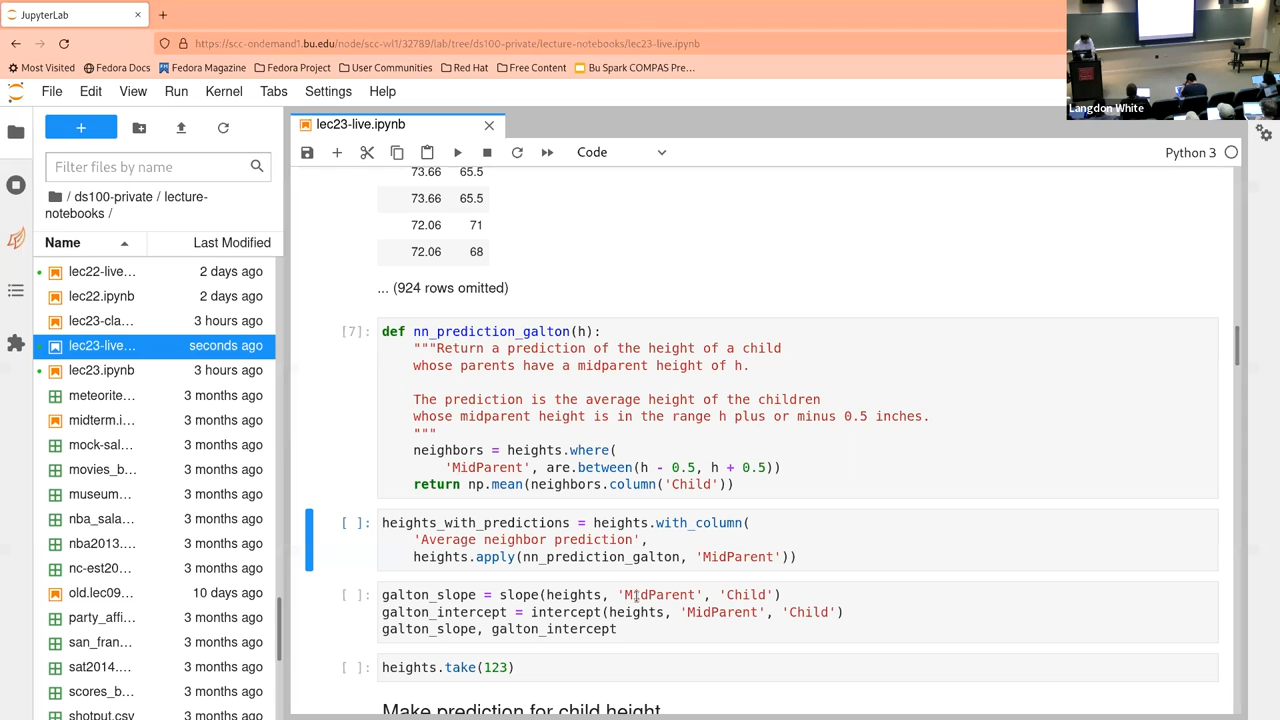 JupyterLab
https://scc-ondemand1.bu.edu/node/scc-wl1/32789/lab/tree/ds100-private/lecture-notebooks/lec23-live.ipynb
Most Visited Fedora Docs Fedora Magazine Fedora Project User Communities Red Hat Free Content Bu Spark COMPAS Pre...
Langdon White
File Edit View Run Kernel Tabs Settings Help
lec23-live.ipynb
Code
Python 3
Filter files by name
/ ds100-private / lecture-
notebooks /
Name Last Modified
lec22-live... 2 days ago
lec22.ipynb 2 days ago
lec23-cla... 3 hours ago
lec23-live... seconds ago
lec23.ipynb 3 hours ago
meteorite... 3 months ago
midterm.i... 3 months ago
mock-sal... 3 months ago
movies_b... 3 months ago
museum... 3 months ago
nba_sala... 3 months ago
nba2013.... 3 months ago
nc-est20... 3 months ago
old.lec09... 10 days ago
party_affi... 3 months ago
san_fran... 3 months ago
sat2014.... 3 months ago
scores_b... 3 months ago
shotput.csv 3 months ago
73.66 65.5
73.66 65.5
72.06 71
72.06 68
... (924 rows omitted)
[7]: def nn_prediction_galton(h):
"""Return a prediction of the height of a child
whose parents have a midparent height of h.
The prediction is the average height of the children
whose midparent height is in the range h plus or minus 0.5 inches.
"""
neighbors = heights.where(
'MidParent', are.between(h - 0.5, h + 0.5))
return np.mean(neighbors.column('Child'))
[ ]: heights_with_predictions = heights.with_column(
'Average neighbor prediction',
heights.apply(nn_prediction_galton, 'MidParent'))
[ ]: galton_slope = slope(heights, 'MidParent', 'Child')
galton_intercept = intercept(heights, 'MidParent', 'Child')
galton_slope, galton_intercept
[ ]: heights.take(123)
Make prediction for child height